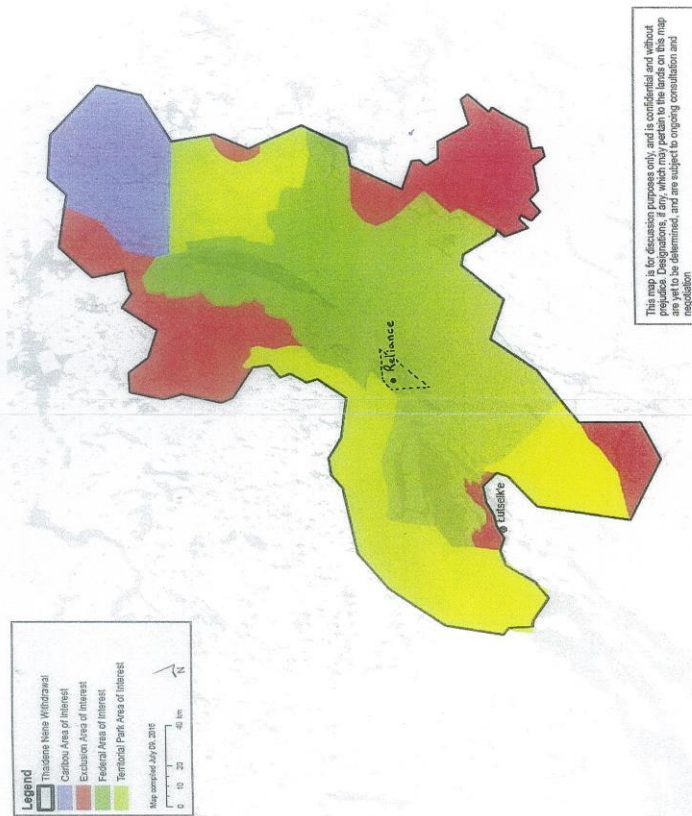 Legend
Thaidene Nene Withdrawal
Caribou Area of Interest
Exclusion Area of Interest
Federal Area of Interest
Territorial Park Area of Interest
Map compiled July 09, 2015
0 10 20 40 km
N
Reliance
Łutselk'e
This map is for discussion purposes only, and is confidential and without
prejudice. Designations, if any, which may pertain to the lands on this map
are yet to be determined, and are subject to ongoing consultation and
negotiation